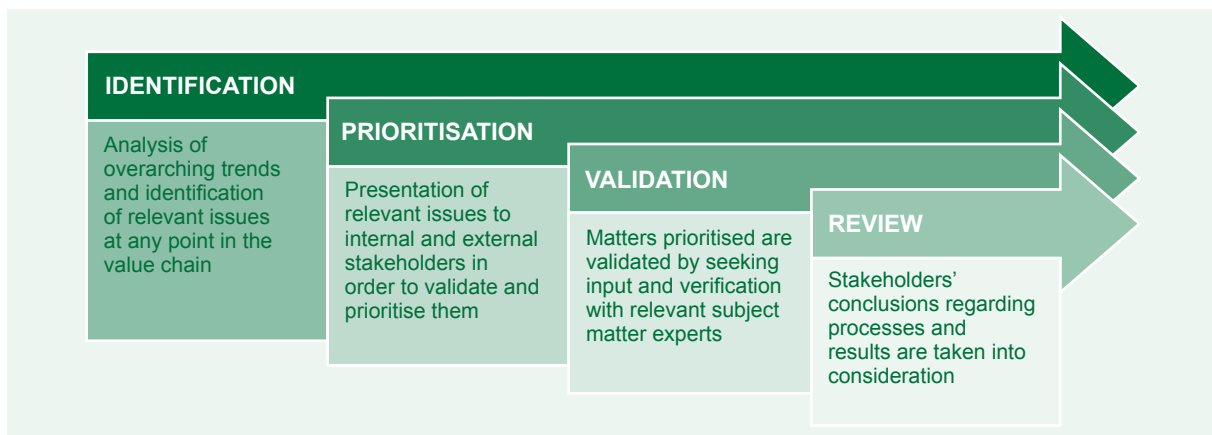 IDENTIFICATION
Analysis of
overarching trends
and identification
of relevant issues
at any point in the
value chain
PRIORITISATION
Presentation of
relevant issues to
internal and external
stakeholders in
order to validate and
prioritise them
VALIDATION
Matters prioritised are
validated by seeking
input and verification
with relevant subject
matter experts
REVIEW
Stakeholders’
conclusions regarding
processes and
results are taken into
consideration